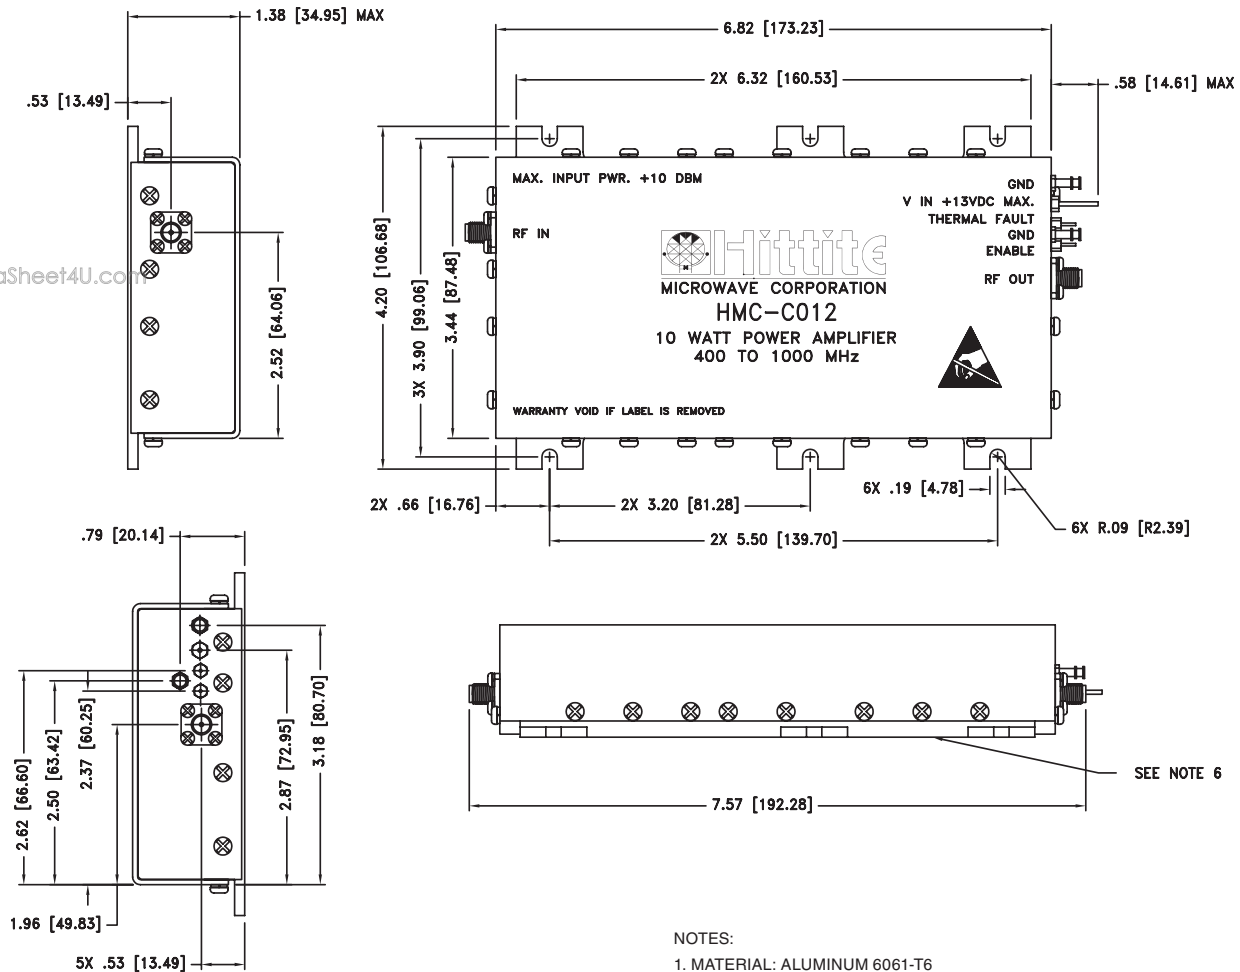 1.38 [34.95] MAX
.53 [13.49]
6.82 [173.23]
2X 6.32 [160.53]
.58 [14.61] MAX
aSheet4U.com
2.52 [64.06]
4.20 [106.68]
3X 3.90 [99.06]
3.44 [87.48]
MAX. INPUT PWR. +10 DBM
RF IN
GND
V IN +13VDC MAX.
THERMAL FAULT
GND
ENABLE
RF OUT
Hittite
MICROWAVE CORPORATION
HMC-C012
10 WATT POWER AMPLIFIER
400 TO 1000 MHz
WARRANTY VOID IF LABEL IS REMOVED
2X .66 [16.76]
2X 3.20 [81.28]
6X .19 [4.78]
2X 5.50 [139.70]
6X R.09 [R2.39]
.79 [20.14]
2.62 [66.60]
2.50 [63.42]
2.37 [60.25]
2.87 [72.95]
3.18 [80.70]
1.96 [49.83]
5X .53 [13.49]
SEE NOTE 6
7.57 [192.28]
NOTES:
1. MATERIAL: ALUMINUM 6061-T6